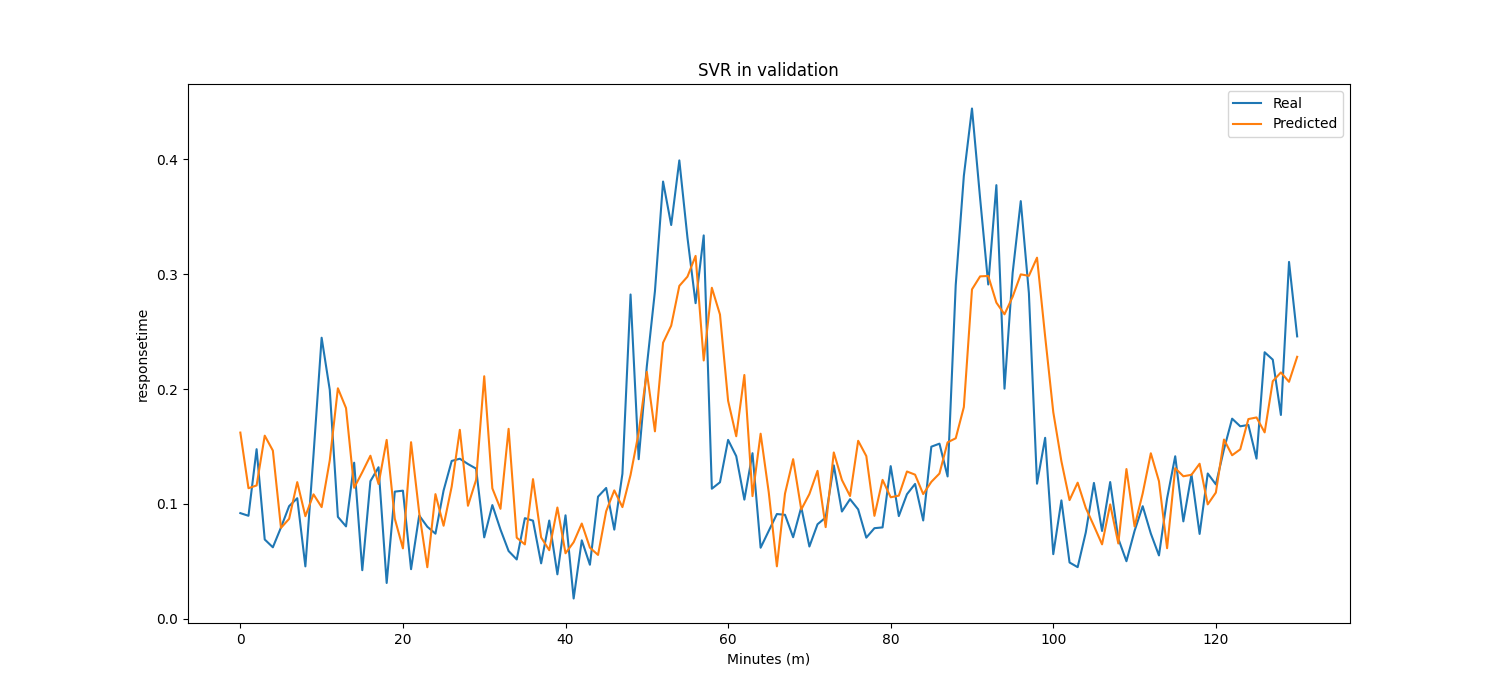 SVR in validation
Real
Predicted
0.4
0.3
0.2
0.1
0.0
responsetime
0 20 40 60 80 100 120
Minutes (m)